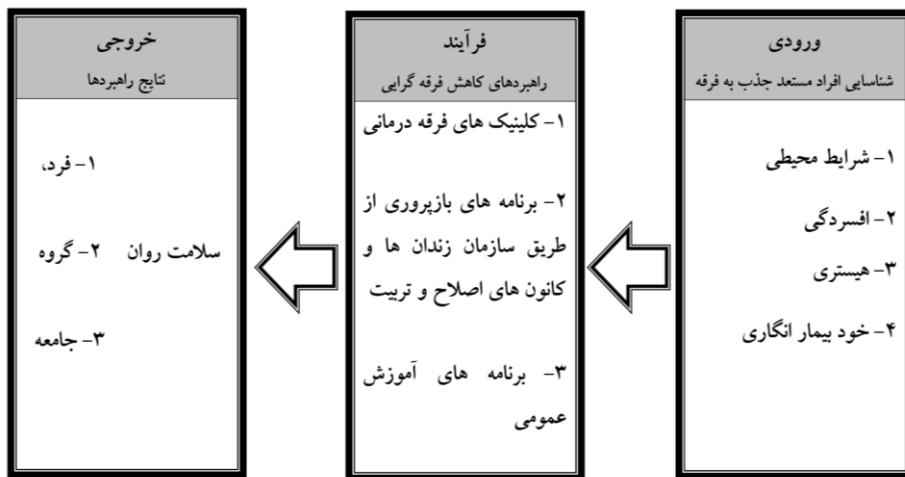 ورودی
شناسایی افراد مستعد جذب به فرقه
۱- شرایط محیطی
۲- افسردگی
۳- هیستری
۴- خود بیمار انگاری
فرآیند
راهبردهای کاهش فرقه گرایی
۱- کلینیک های فرقه درمانی
۲- برنامه های بازپروری از
طریق سازمان زندان ها و
کانون های اصلاح و تربیت
۳- برنامه های آموزش
عمومی
خروجی
نتایج راهبردها
۱- فرد،
سلامت روان ۲- گروه
۳- جامعه